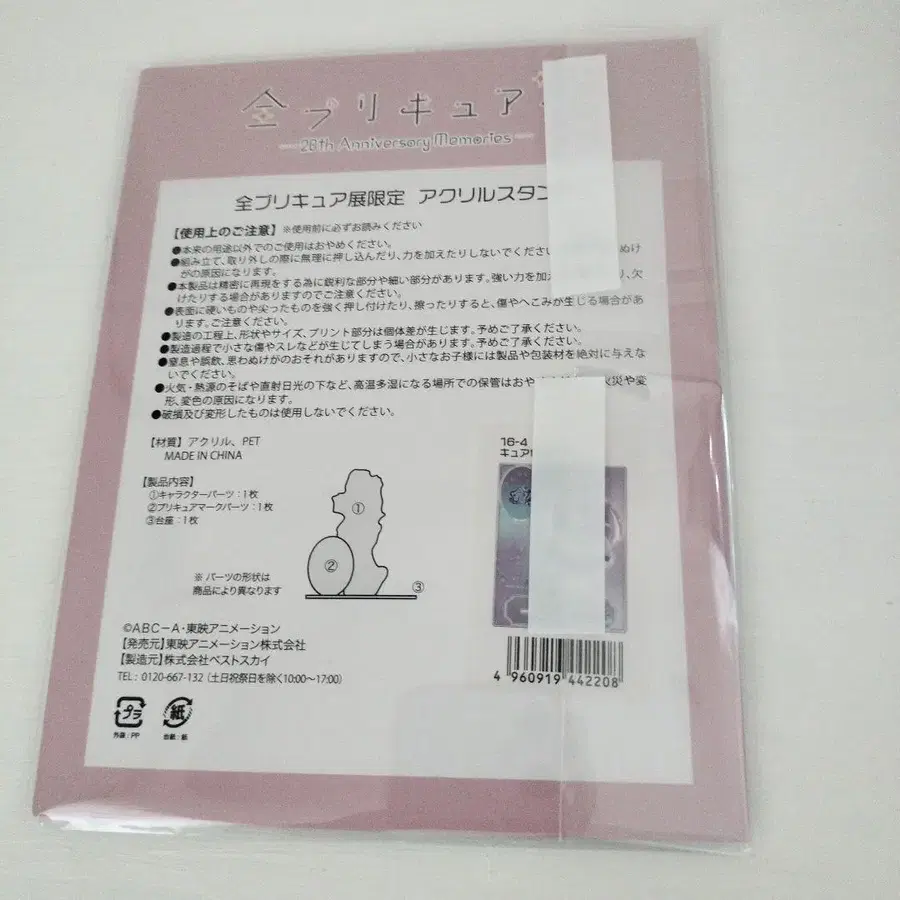 全プリキュア
20th Anniversary Memories
全プリキュア展限定 アクリルスタン
【使用上のご注意】※使用前に必ずお読みください
●本来の用途以外でのご使用はおやめください。
●組み立て、取り外しの際に無理に押し込んだり、力を加えたりしないでくださ ぬけ
がの原因になります。
●本製品は精密に再現をする為に鋭利な部分や細い部分があります。強い力を加え り、欠
けたりする場合がありますのでご注意ください。
●表面に硬いものや尖ったものを強く押し付けたり、擦ったりすると、傷やへこみが生じる場合があ
ります。ご注意ください。
●製造の工程上、形状やサイズ、プリント部分は個体差が生じます。予めご了承ください。
●製造過程で小さな傷やスレなどが生じてしまう場合があります。予めご了承ください。
●窒息や誤飲、思わぬけがのおそれがありますので、小さなお子様には製品や包装材を絶対に与えな
いでください。
●火気・熱源のそばや直射日光の下など、高温多湿になる場所での保管はおや 火災や変
形、変色の原因になります。
●破損及び変形したものは使用しないでください。
【材質】アクリル、PET
MADE IN CHINA
【製品内容】
①キャラクターパーツ:1枚
②プリキュアマークパーツ:1枚
③台座:1枚
①
②
③
※ パーツの形状は
商品により異なります
16-4
キュア
©ABC-A・東映アニメーション
【発売元】東映アニメーション株式会社
【製造元】株式会社ベストスカイ
TEL: 0120-667-132 (土日祝祭日を除く10:00~17:00)
4 960919 442208
プラ
紙
外袋:PP
台紙:紙